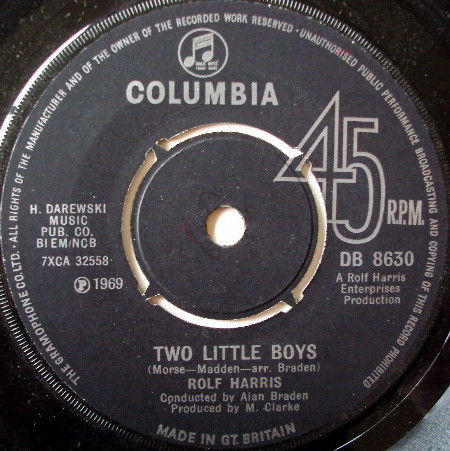 THE GRAMOPHONE CO. LTD. · ALL RIGHTS OF THE MANUFACTURER AND OF THE OWNER OF THE RECORDED WORK RESERVED · UNAUTHORISED PUBLIC PERFORMANCE BROADCASTING AND COPYING OF THIS RECORD PROHIBITED
COLUMBIA
45
R.P.M.
H. DAREWSKI
MUSIC
PUB. CO.
BIEM/NCB
7XCA 32558
℗ 1969
DB 8630
A Rolf Harris
Enterprises
Production
TWO LITTLE BOYS
(Morse—Madden—arr. Braden)
ROLF HARRIS
Conducted by Alan Braden
Produced by M. Clarke
MADE IN GT. BRITAIN